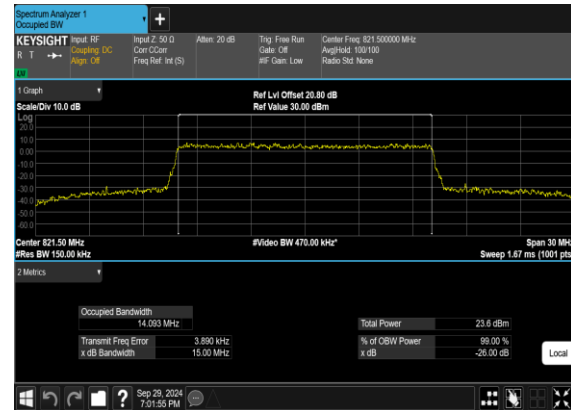 Spectrum Analyzer 1
Occupied BW
+
KEYSIGHT Input: RF Input Z: 50 Ω Atten: 20 dB Trig: Free Run Center Freq: 821.500000 MHz
R T Coupling: DC Corr CCorr Gate: Off Avg|Hold: 100/100
Align: Off Freq Ref: Int (S) #IF Gain: Low Radio Std: None
1 Graph Ref Lvl Offset 20.80 dB
Scale/Div 10.0 dB Ref Value 30.00 dBm
Log
20.0
10.0
0.00
-10.0
-20.0
-30.0
-40.0
-50.0
-60.0
Center 821.50 MHz #Video BW 470.00 kHz* Span 30 MHz
#Res BW 150.00 kHz Sweep 1.67 ms (1001 pts)
2 Metrics
Occupied Bandwidth
14.093 MHz Total Power 23.6 dBm
Transmit Freq Error 3.890 kHz % of OBW Power 99.00 %
x dB Bandwidth 15.00 MHz x dB -26.00 dB
Local
? Sep 29, 2024
7:01:55 PM